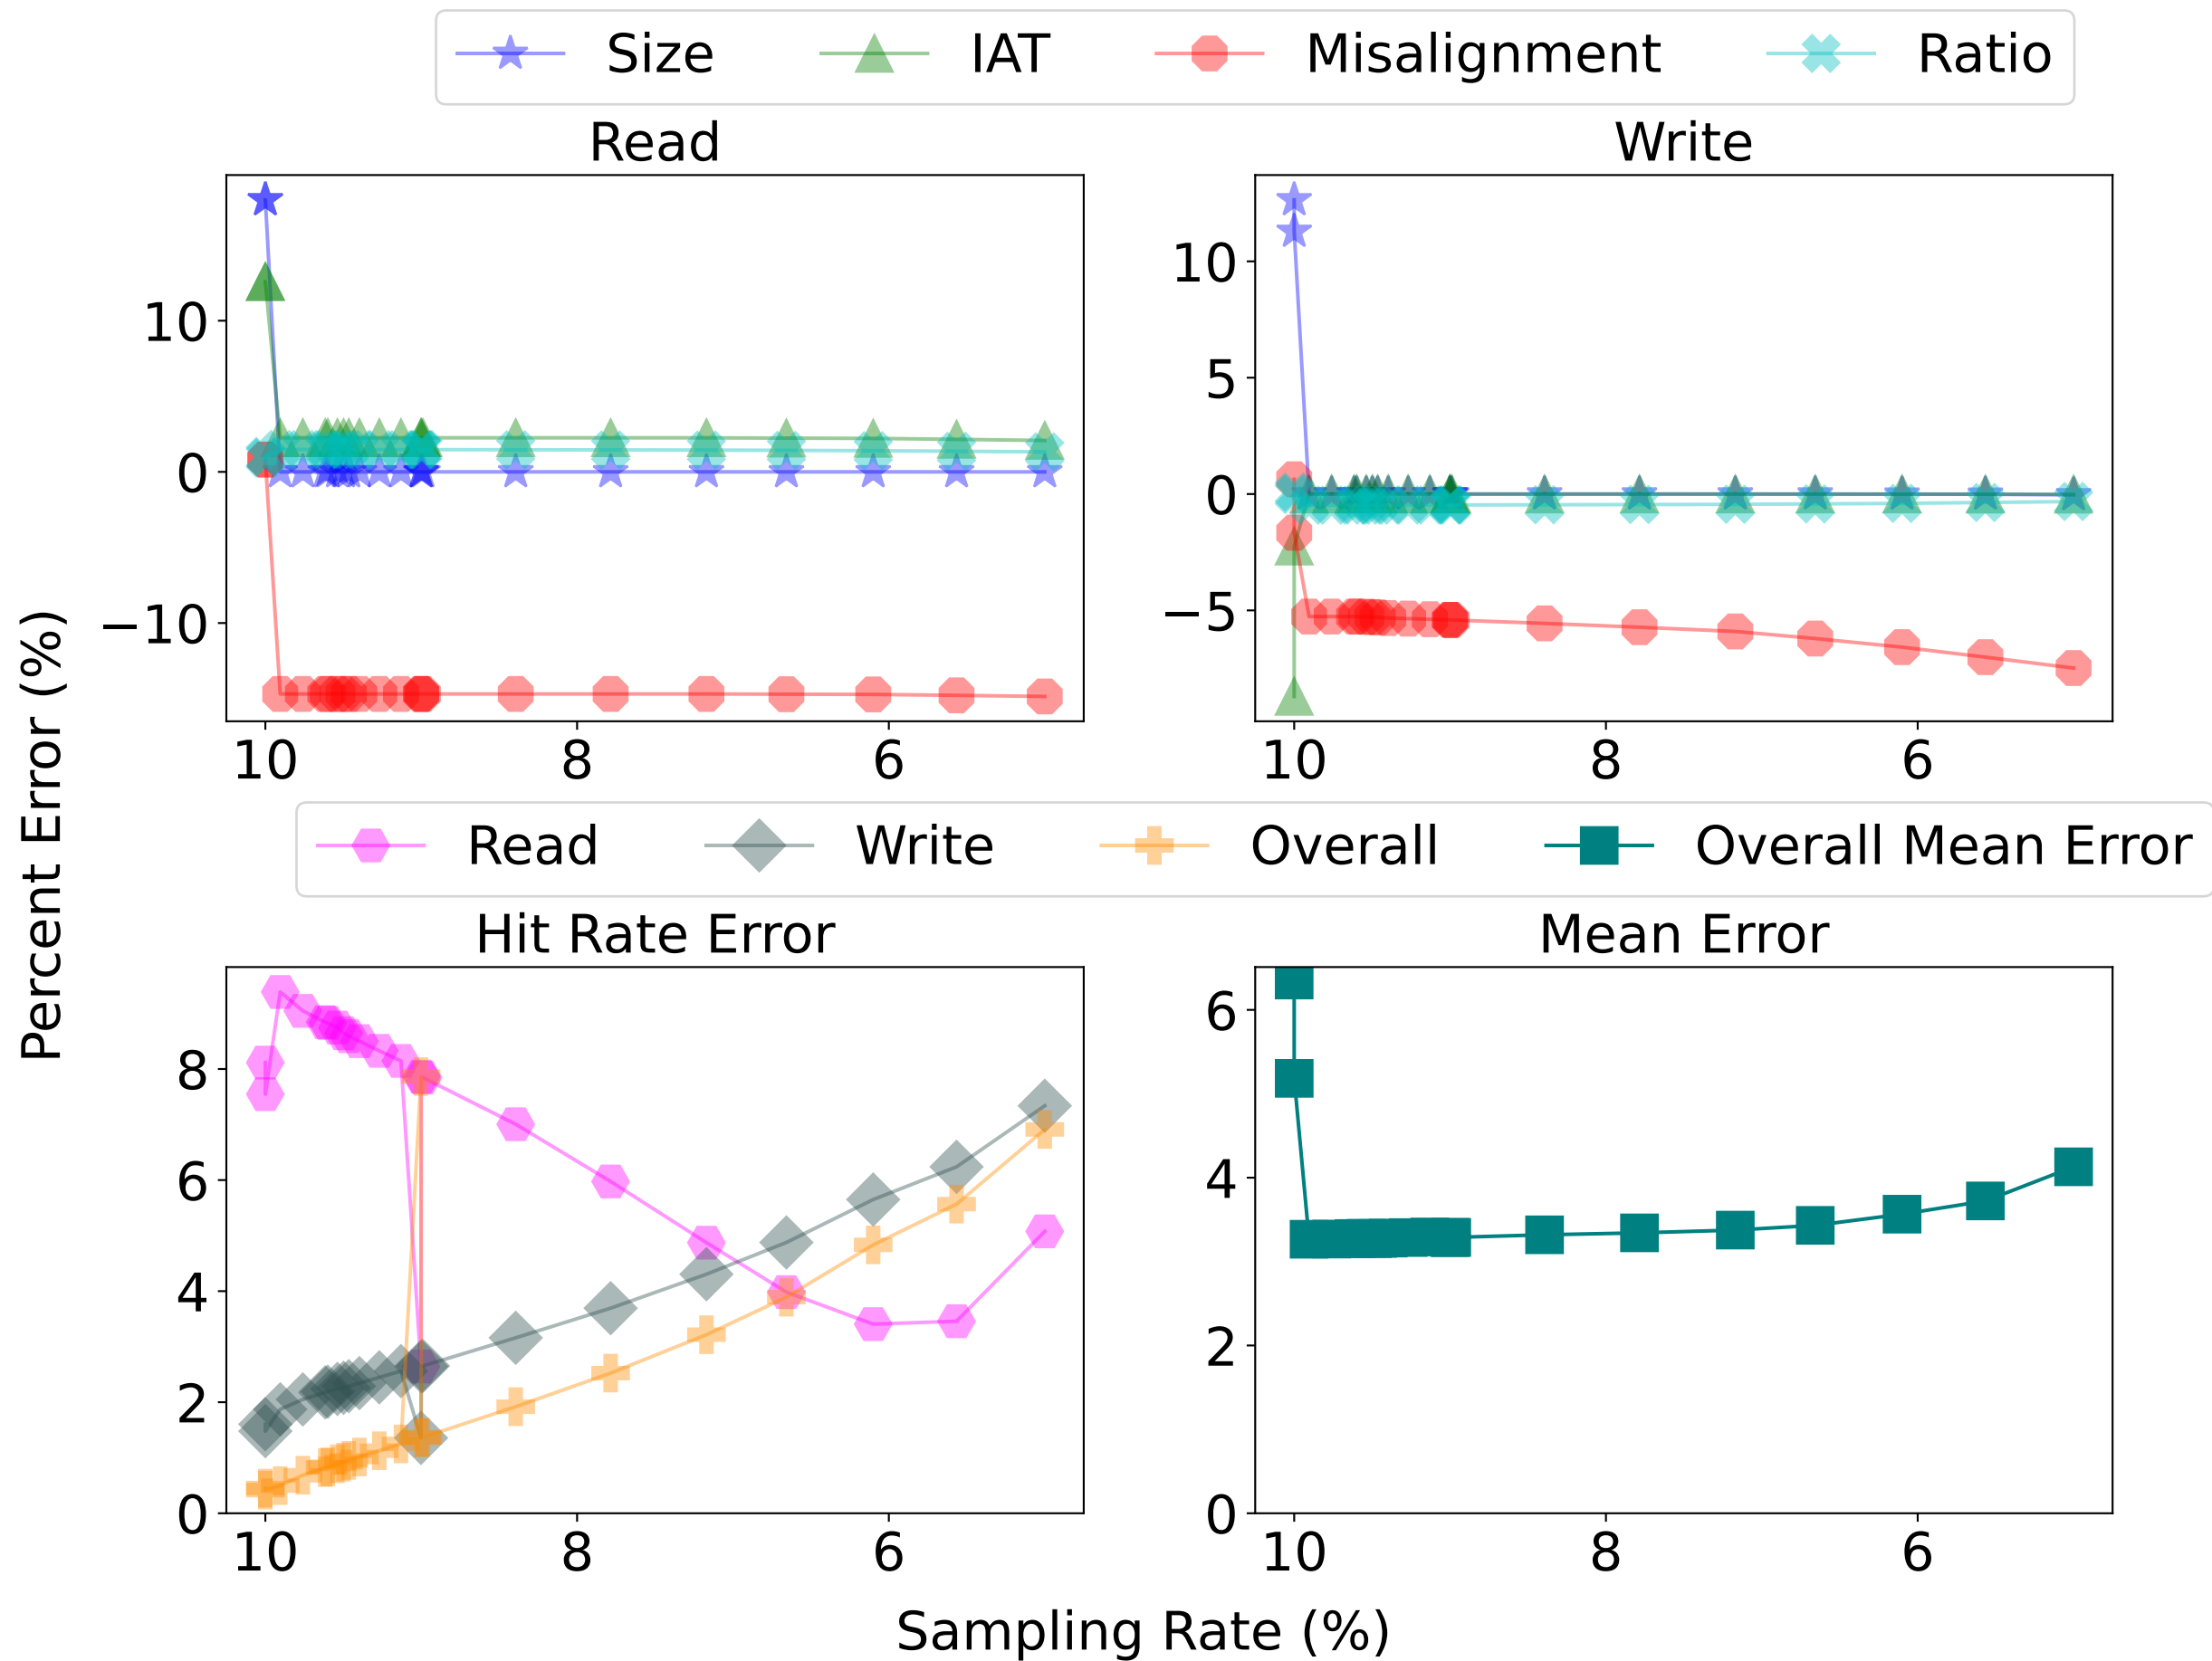 Size IAT Misalignment Ratio
Read
10
0
−10
10 8 6
Write
10
5
0
−5
10 8 6
Percent Error (%)
Read Write Overall Overall Mean Error
Hit Rate Error
8
6
4
2
0
10 8 6
Mean Error
6
4
2
0
10 8 6
Sampling Rate (%)